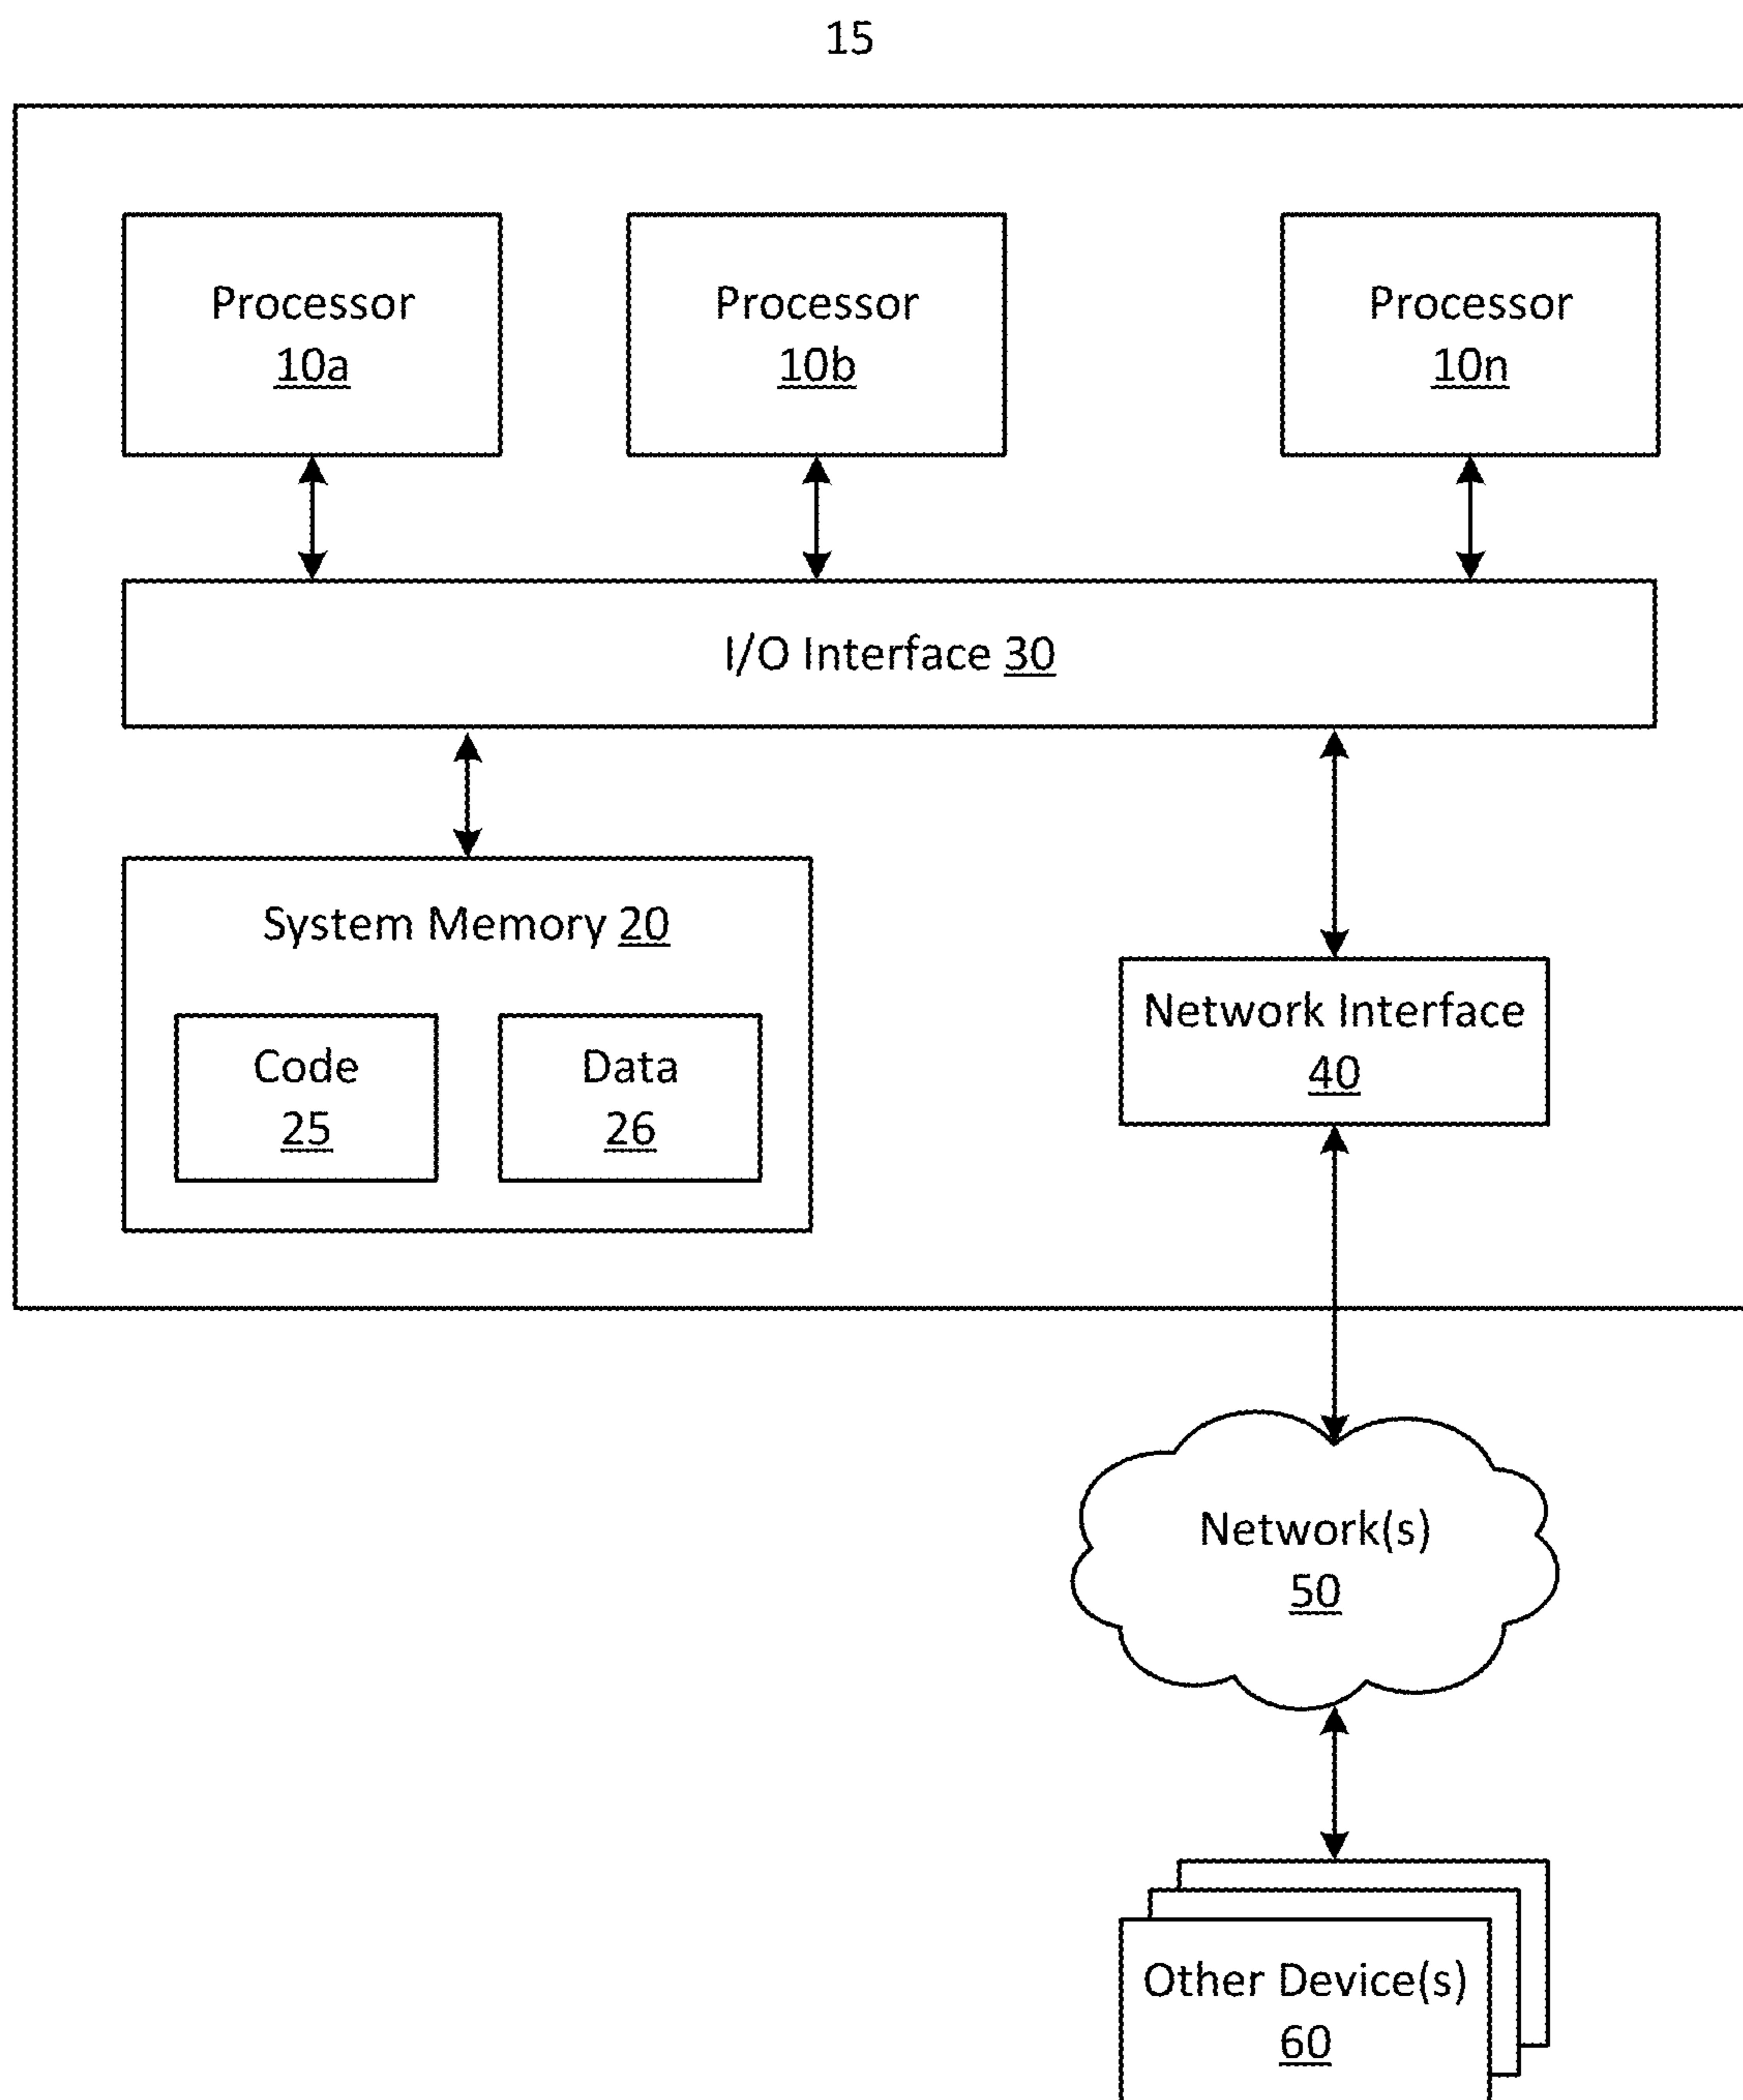 15
Processor
10a
Processor
10b
Processor
10n
I/O Interface 30
System Memory 20
Code
25
Data
26
Network Interface
40
Network(s)
50
Other Device(s)
60